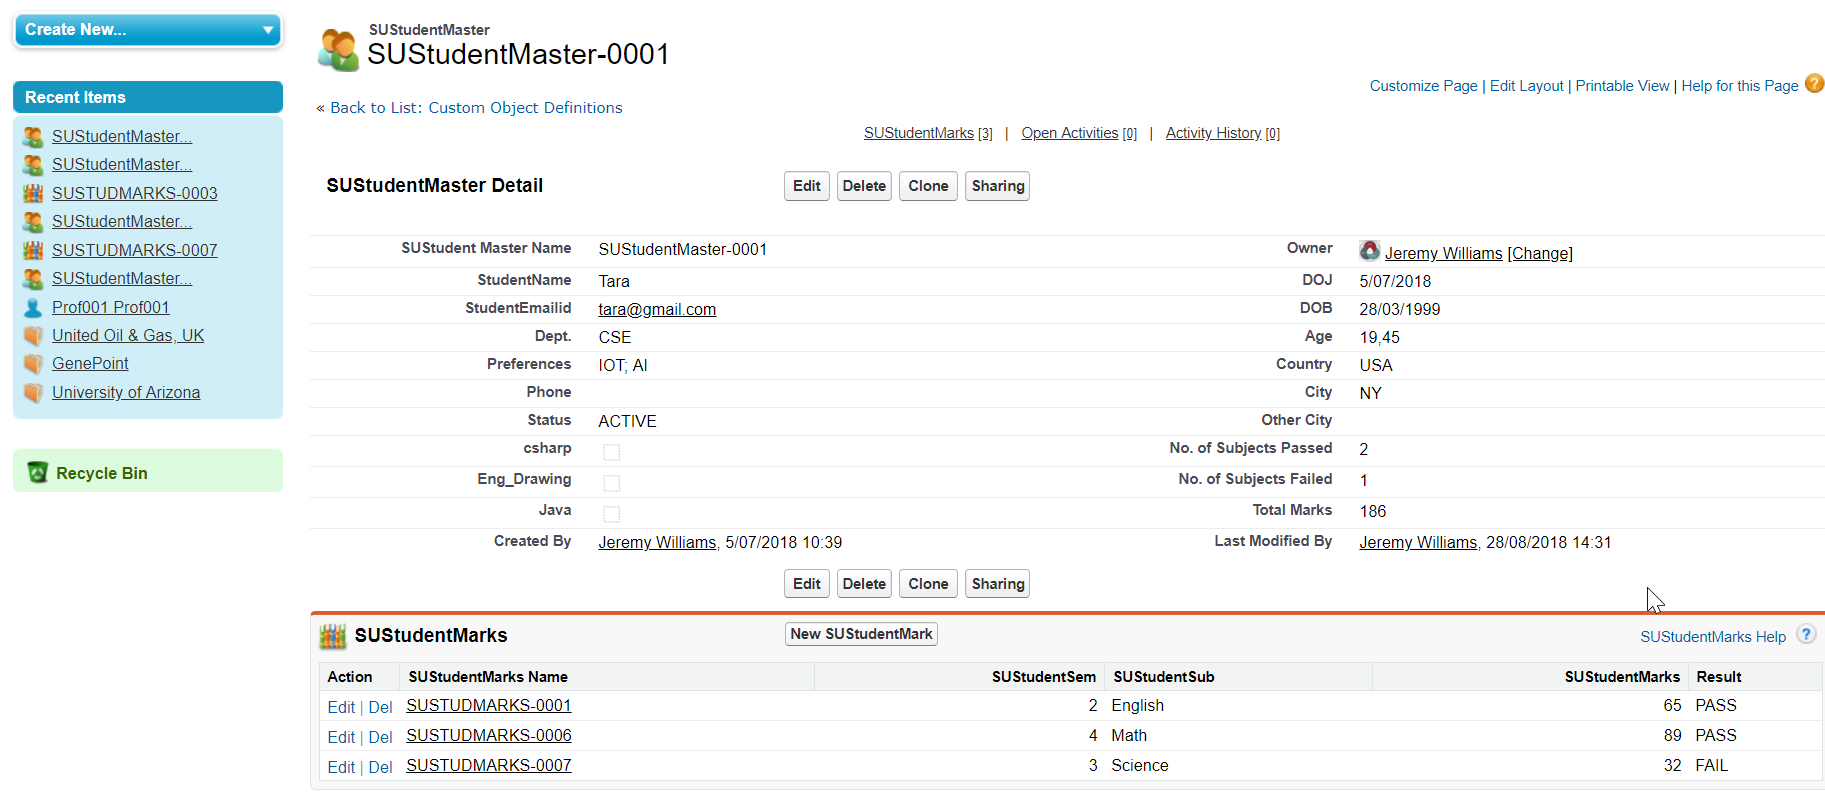 Create New...
Recent Items
SUStudentMaster...
SUStudentMaster...
SUSTUDMARKS-0003
SUStudentMaster...
SUSTUDMARKS-0007
SUStudentMaster...
Prof001 Prof001
United Oil & Gas, UK
GenePoint
University of Arizona
Recycle Bin
SUStudentMaster
SUStudentMaster-0001
Customize Page | Edit Layout | Printable View | Help for this Page ?
« Back to List: Custom Object Definitions
SUStudentMarks [3] | Open Activities [0] | Activity History [0]
SUStudentMaster Detail Edit Delete Clone Sharing
SUStudent Master Name SUStudentMaster-0001 Owner Jeremy Williams [Change]
StudentName Tara DOJ 5/07/2018
StudentEmailid tara@gmail.com DOB 28/03/1999
Dept. CSE Age 19,45
Preferences IOT; AI Country USA
Phone City NY
Status ACTIVE Other City
csharp No. of Subjects Passed 2
Eng_Drawing No. of Subjects Failed 1
Java Total Marks 186
Created By Jeremy Williams, 5/07/2018 10:39 Last Modified By Jeremy Williams, 28/08/2018 14:31
Edit Delete Clone Sharing
SUStudentMarks New SUStudentMark SUStudentMarks Help ?
Action SUStudentMarks Name SUStudentSem SUStudentSub SUStudentMarks Result
Edit | Del SUSTUDMARKS-0001 2 English 65 PASS
Edit | Del SUSTUDMARKS-0006 4 Math 89 PASS
Edit | Del SUSTUDMARKS-0007 3 Science 32 FAIL